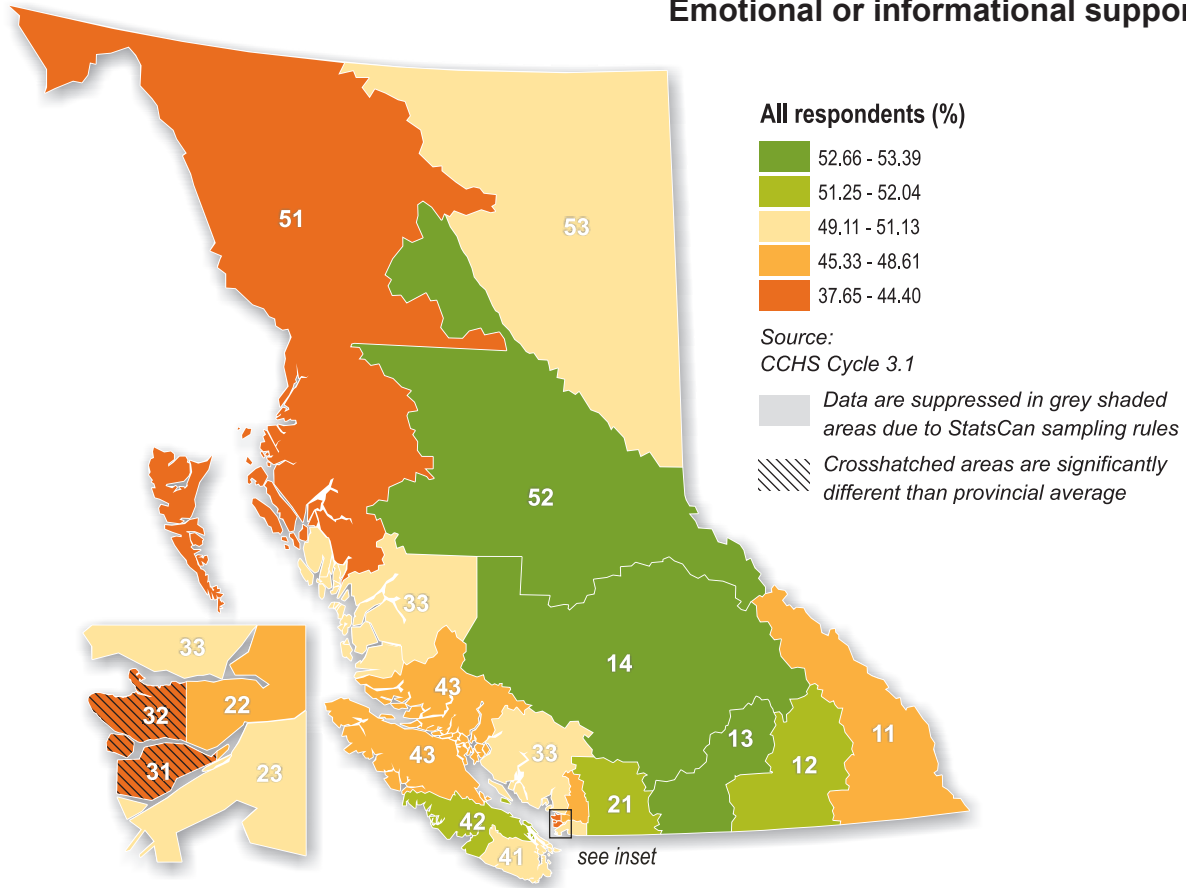 Emotional or informational suppor
All respondents (%)
52.66 - 53.39
51.25 - 52.04
49.11 - 51.13
45.33 - 48.61
37.65 - 44.40
Source:
CCHS Cycle 3.1
Data are suppressed in grey shaded
areas due to StatsCan sampling rules
Crosshatched areas are significantly
different than provincial average
51
53
52
33
14
43
43
33
13
12
11
21
42
41
see inset
33
32
22
31
23